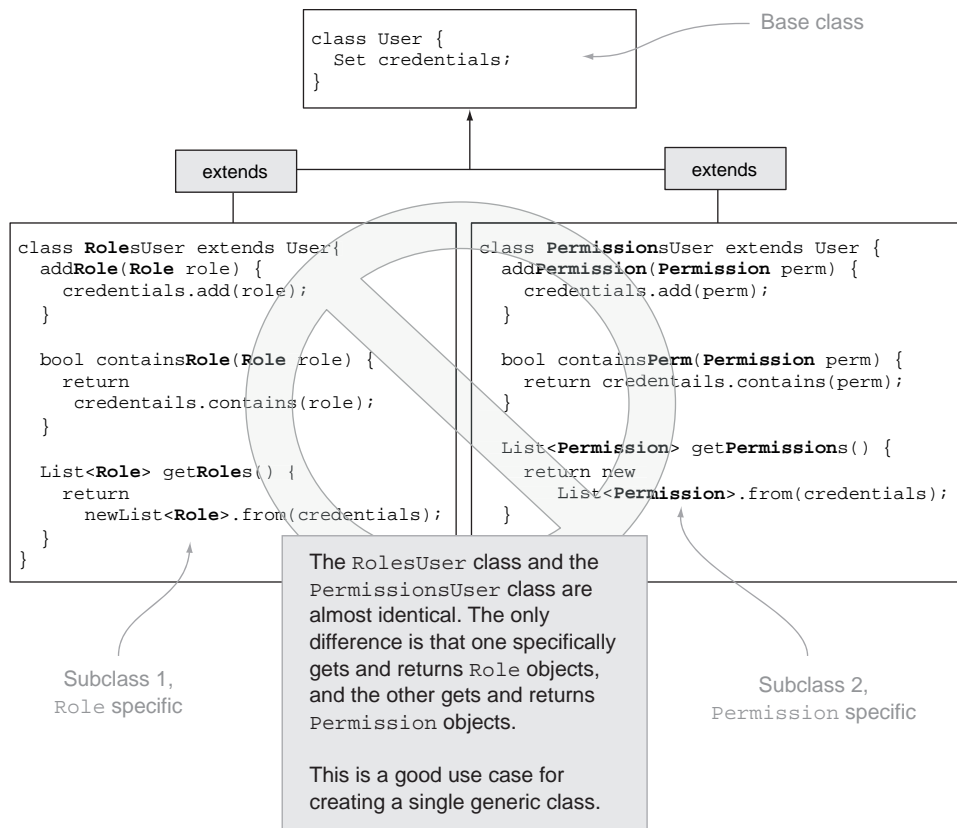 class User {
Set credentials;
}
Base class
extends
extends
class RolesUser extends User{
addRole(Role role) {
credentials.add(role);
}
bool containsRole(Role role) {
return
credentails.contains(role);
}
List<Role> getRoles() {
return
newList<Role>.from(credentials);
}
}
class PermissionsUser extends User {
addPermission(Permission perm) {
credentials.add(perm);
}
bool containsPerm(Permission perm) {
return credentails.contains(perm);
}
List<Permission> getPermissions() {
return new
List<Permission>.from(credentials);
}
The RolesUser class and the
PermissionsUser class are
almost identical. The only
difference is that one specifically
gets and returns Role objects,
and the other gets and returns
Permission objects.
This is a good use case for
creating a single generic class.
Subclass 1,
Role specific
Subclass 2,
Permission specific